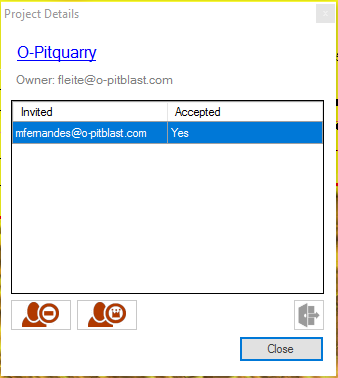 Project Details
O-Pitquarry
Owner: fleite@o-pitblast.com
Invited Accepted
mfernandes@o-pitblast.com Yes
Close